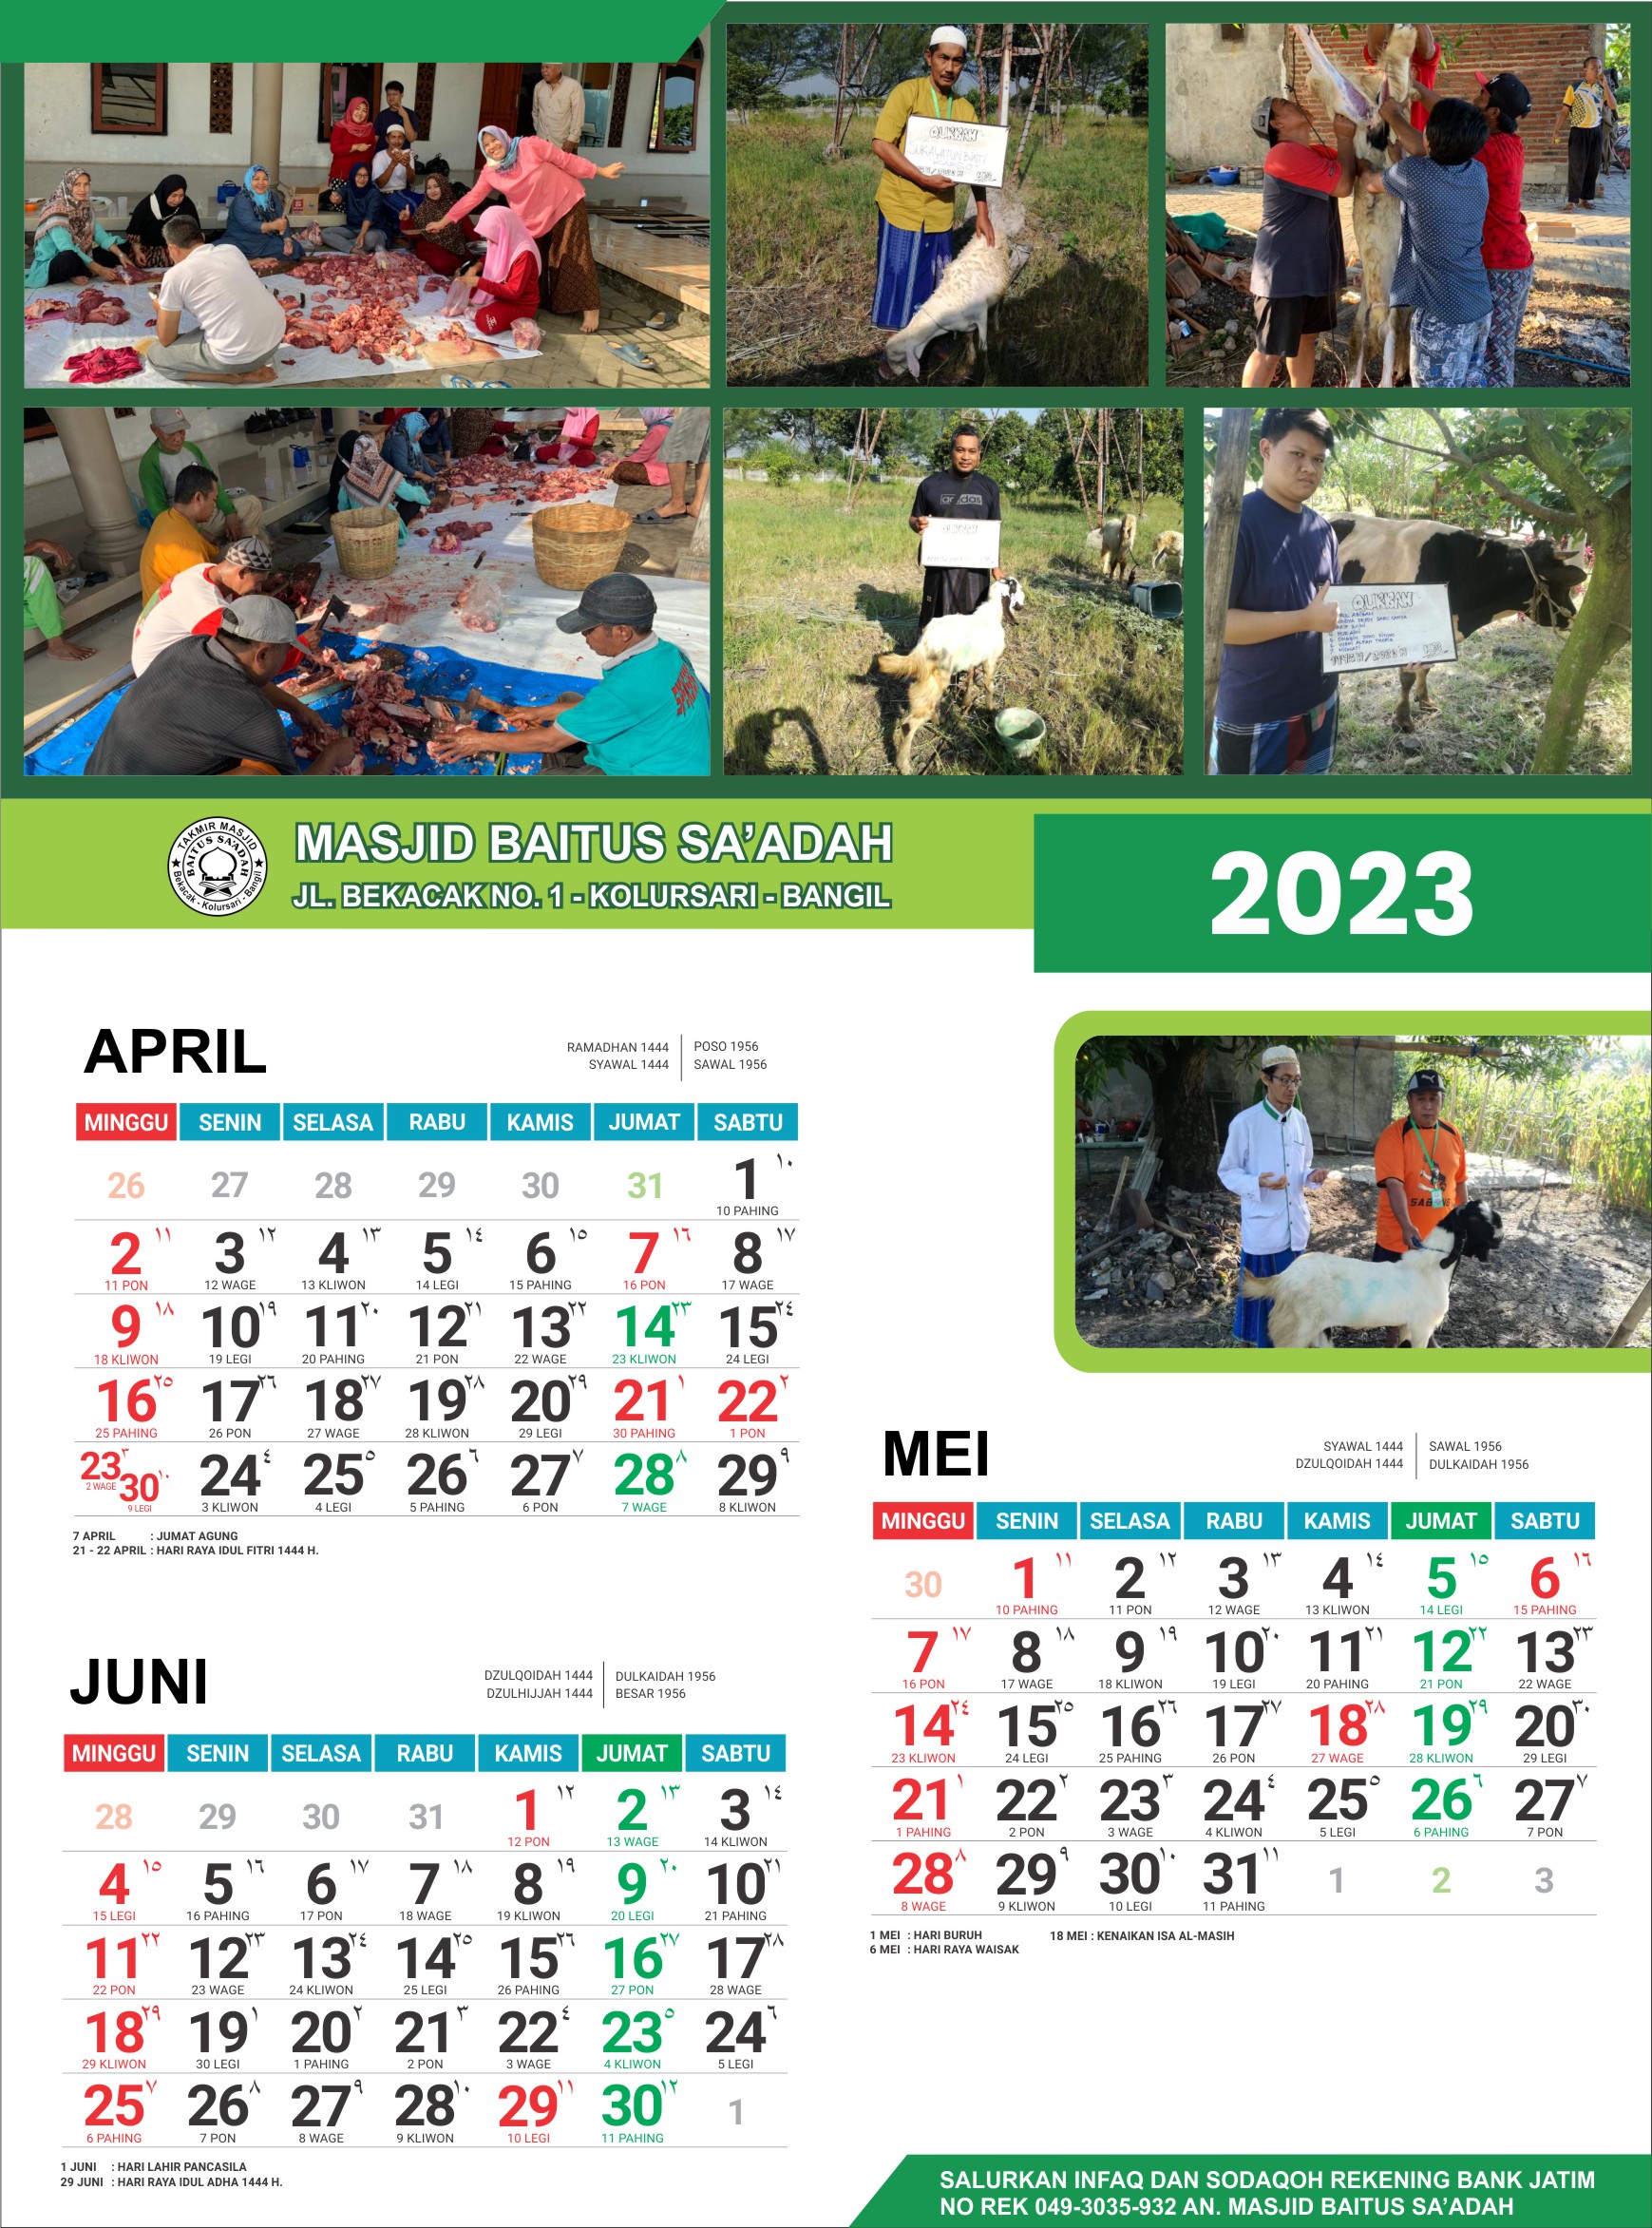 QURBAN
adidas
QURBAN
1443 H / 2022 M
TAKMIR MASJID
BAITUS SA'ADAH
Bekacak - Kolursari - Bangil
MASJID BAITUS SA'ADAH
JL. BEKACAK NO. 1 - KOLURSARI - BANGIL
2023
APRIL
RAMADHAN 1444 POSO 1956
SYAWAL 1444 SAWAL 1956
MINGGU SENIN SELASA RABU KAMIS JUMAT SABTU
26 27 28 29 30 31 1 ١٠
10 PAHING
2 ١١ 3 ١٢ 4 ١٣ 5 ١٤ 6 ١٥ 7 ١٦ 8 ١٧
11 PON 12 WAGE 13 KLIWON 14 LEGI 15 PAHING 16 PON 17 WAGE
9 ١٨ 10 ١٩ 11 ٢٠ 12 ٢١ 13 ٢٢ 14 ٢٣ 15 ٢٤
18 KLIWON 19 LEGI 20 PAHING 21 PON 22 WAGE 23 KLIWON 24 LEGI
16 ٢٥ 17 ٢٦ 18 ٢٧ 19 ٢٨ 20 ٢٩ 21 ١ 22 ٢
25 PAHING 26 PON 27 WAGE 28 KLIWON 29 LEGI 30 PAHING 1 PON
23 ٣ 30 ١٠ 24 ٤ 25 ٥ 26 ٦ 27 ٧ 28 ٨ 29 ٩
2 WAGE 9 LEGI 3 KLIWON 4 LEGI 5 PAHING 6 PON 7 WAGE 8 KLIWON
7 APRIL : JUMAT AGUNG
21 - 22 APRIL : HARI RAYA IDUL FITRI 1444 H.
MEI
SYAWAL 1444 SAWAL 1956
DZULQOIDAH 1444 DULKAIDAH 1956
MINGGU SENIN SELASA RABU KAMIS JUMAT SABTU
30 1 ١١ 2 ١٢ 3 ١٣ 4 ١٤ 5 ١٥ 6 ١٦
10 PAHING 11 PON 12 WAGE 13 KLIWON 14 LEGI 15 PAHING
7 ١٧ 8 ١٨ 9 ١٩ 10 ٢٠ 11 ٢١ 12 ٢٢ 13 ٢٣
16 PON 17 WAGE 18 KLIWON 19 LEGI 20 PAHING 21 PON 22 WAGE
14 ٢٤ 15 ٢٥ 16 ٢٦ 17 ٢٧ 18 ٢٨ 19 ٢٩ 20 ٣٠
23 KLIWON 24 LEGI 25 PAHING 26 PON 27 WAGE 28 KLIWON 29 LEGI
21 ١ 22 ٢ 23 ٣ 24 ٤ 25 ٥ 26 ٦ 27 ٧
1 PAHING 2 PON 3 WAGE 4 KLIWON 5 LEGI 6 PAHING 7 PON
28 ٨ 29 ٩ 30 ١٠ 31 ١١ 1 2 3
8 WAGE 9 KLIWON 10 LEGI 11 PAHING
1 MEI : HARI BURUH 18 MEI : KENAIKAN ISA AL-MASIH
6 MEI : HARI RAYA WAISAK
JUNI
DZULQOIDAH 1444 DULKAIDAH 1956
DZULHIJJAH 1444 BESAR 1956
MINGGU SENIN SELASA RABU KAMIS JUMAT SABTU
28 29 30 31 1 ١٢ 2 ١٣ 3 ١٤
12 PON 13 WAGE 14 KLIWON
4 ١٥ 5 ١٦ 6 ١٧ 7 ١٨ 8 ١٩ 9 ٢٠ 10 ٢١
15 LEGI 16 PAHING 17 PON 18 WAGE 19 KLIWON 20 LEGI 21 PAHING
11 ٢٢ 12 ٢٣ 13 ٢٤ 14 ٢٥ 15 ٢٦ 16 ٢٧ 17 ٢٨
22 PON 23 WAGE 24 KLIWON 25 LEGI 26 PAHING 27 PON 28 WAGE
18 ٢٩ 19 ١ 20 ٢ 21 ٣ 22 ٤ 23 ٥ 24 ٦
29 KLIWON 30 LEGI 1 PAHING 2 PON 3 WAGE 4 KLIWON 5 LEGI
25 ٧ 26 ٨ 27 ٩ 28 ١٠ 29 ١١ 30 ١٢ 1
6 PAHING 7 PON 8 WAGE 9 KLIWON 10 LEGI 11 PAHING
1 JUNI : HARI LAHIR PANCASILA
29 JUNI : HARI RAYA IDUL ADHA 1444 H.
SALURKAN INFAQ DAN SODAQOH REKENING BANK JATIM
NO REK 049-3035-932 AN. MASJID BAITUS SA'ADAH